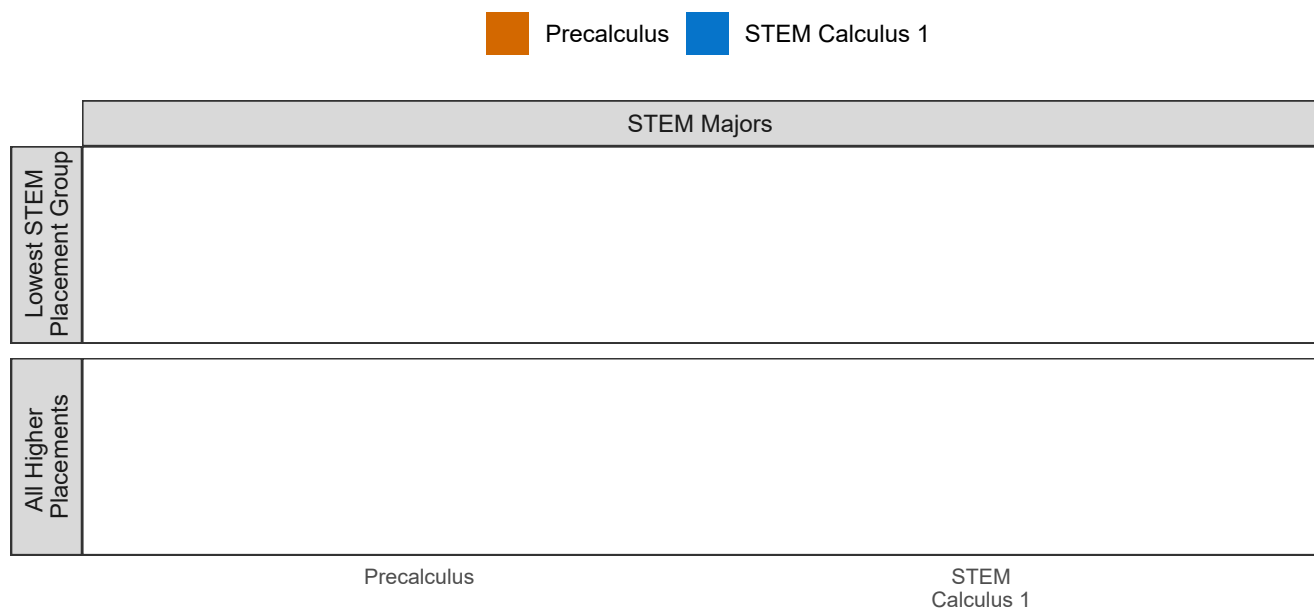 Precalculus STEM Calculus 1
STEM Majors
Lowest STEM
Placement Group
All Higher
Placements
Precalculus
STEM
Calculus 1